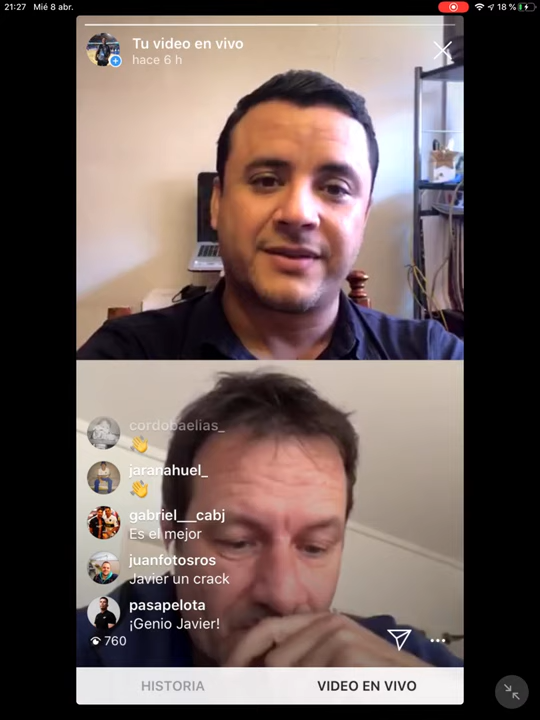 21:27 Mié 8 abr.
18 %
Tu video en vivo
hace 6 h
cordobaelias_
👋
jaranahuel_
👋
gabriel___cabj
Es el mejor
juanfotosros
Javier un crack
pasapelota
¡Genio Javier!
760
HISTORIA
VIDEO EN VIVO